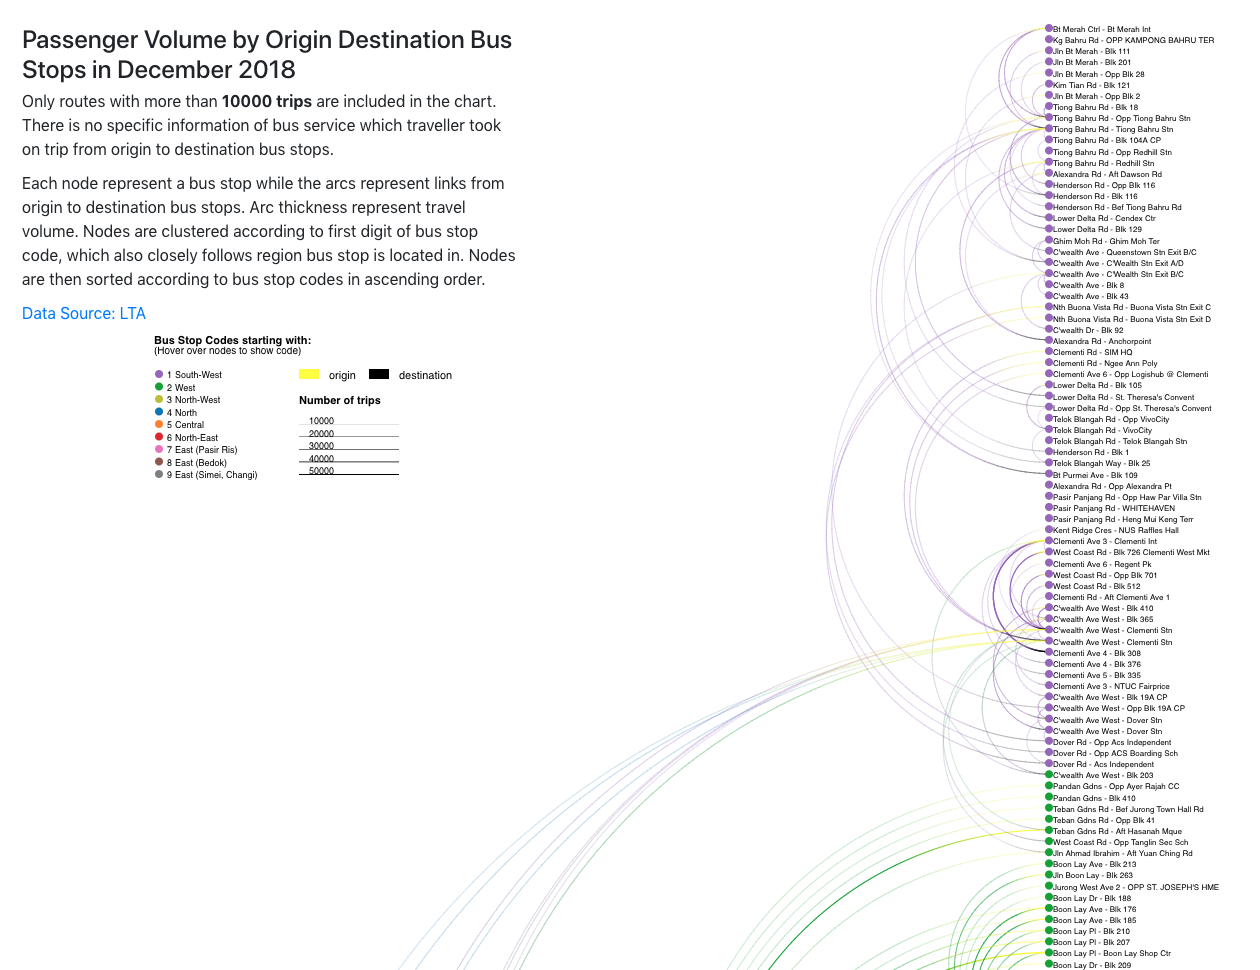 Passenger Volume by Origin Destination Bus
Stops in December 2018
Only routes with more than 10000 trips are included in the chart.
There is no specific information of bus service which traveller took
on trip from origin to destination bus stops.
Each node represent a bus stop while the arcs represent links from
origin to destination bus stops. Arc thickness represent travel
volume. Nodes are clustered according to first digit of bus stop
code, which also closely follows region bus stop is located in. Nodes
are then sorted according to bus stop codes in ascending order.
Data Source: LTA
Bus Stop Codes starting with:
(Hover over nodes to show code)
1 South-West
2 West
3 North-West
4 North
5 Central
6 North-East
7 East (Pasir Ris)
8 East (Bedok)
9 East (Simei, Changi)
origin
destination
Number of trips
10000
20000
30000
40000
50000
Bt Merah Ctrl - Bt Merah Int
Kg Bahru Rd - OPP KAMPONG BAHRU TER
Jln Bt Merah - Blk 111
Jln Bt Merah - Blk 201
Jln Bt Merah - Opp Blk 28
Kim Tian Rd - Blk 121
Jln Bt Merah - Opp Blk 2
Tiong Bahru Rd - Blk 18
Tiong Bahru Rd - Opp Tiong Bahru Stn
Tiong Bahru Rd - Tiong Bahru Stn
Tiong Bahru Rd - Blk 104A CP
Tiong Bahru Rd - Opp Redhill Stn
Tiong Bahru Rd - Redhill Stn
Alexandra Rd - Aft Dawson Rd
Henderson Rd - Opp Blk 116
Henderson Rd - Blk 116
Henderson Rd - Bef Tiong Bahru Rd
Lower Delta Rd - Cendex Ctr
Lower Delta Rd - Blk 129
Ghim Moh Rd - Ghim Moh Ter
C'wealth Ave - Queenstown Stn Exit B/C
C'wealth Ave - C'Wealth Stn Exit A/D
C'wealth Ave - C'Wealth Stn Exit B/C
C'wealth Ave - Blk 8
C'wealth Ave - Blk 43
Nth Buona Vista Rd - Buona Vista Stn Exit C
Nth Buona Vista Rd - Buona Vista Stn Exit D
C'wealth Dr - Blk 92
Alexandra Rd - Anchorpoint
Clementi Rd - SIM HQ
Clementi Rd - Ngee Ann Poly
Clementi Ave 6 - Opp Logishub @ Clementi
Lower Delta Rd - Blk 105
Lower Delta Rd - St. Theresa's Convent
Lower Delta Rd - Opp St. Theresa's Convent
Telok Blangah Rd - Opp VivoCity
Telok Blangah Rd - VivoCity
Telok Blangah Rd - Telok Blangah Stn
Henderson Rd - Blk 1
Telok Blangah Way - Blk 25
Bt Purmei Ave - Blk 109
Alexandra Rd - Opp Alexandra Pt
Pasir Panjang Rd - Opp Haw Par Villa Stn
Pasir Panjang Rd - WHITEHAVEN
Pasir Panjang Rd - Heng Mui Keng Terr
Kent Ridge Cres - NUS Raffles Hall
Clementi Ave 3 - Clementi Int
West Coast Rd - Blk 726 Clementi West Mkt
Clementi Ave 6 - Regent Pk
West Coast Rd - Opp Blk 701
West Coast Rd - Blk 512
Clementi Rd - Aft Clementi Ave 1
C'wealth Ave West - Blk 410
C'wealth Ave West - Blk 365
C'wealth Ave West - Clementi Stn
C'wealth Ave West - Clementi Stn
Clementi Ave 4 - Blk 308
Clementi Ave 4 - Blk 376
Clementi Ave 5 - Blk 335
Clementi Ave 3 - NTUC Fairprice
C'wealth Ave West - Blk 19A CP
C'wealth Ave West - Opp Blk 19A CP
C'wealth Ave West - Dover Stn
C'wealth Ave West - Dover Stn
Dover Rd - Opp Acs Independent
Dover Rd - Opp ACS Boarding Sch
Dover Rd - Acs Independent
C'wealth Ave West - Blk 203
Pandan Gdns - Opp Ayer Rajah CC
Pandan Gdns - Blk 410
Teban Gdns Rd - Bef Jurong Town Hall Rd
Teban Gdns Rd - Opp Blk 41
Teban Gdns Rd - Aft Hasanah Mque
West Coast Rd - Opp Tanglin Sec Sch
Jln Ahmad Ibrahim - Aft Yuan Ching Rd
Boon Lay Ave - Blk 213
Jln Boon Lay - Blk 263
Jurong West Ave 2 - OPP ST. JOSEPH'S HME
Boon Lay Dr - Blk 188
Boon Lay Ave - Blk 176
Boon Lay Ave - Blk 185
Boon Lay Pl - Blk 210
Boon Lay Pl - Blk 207
Boon Lay Pl - Boon Lay Shop Ctr
Boon Lay Dr - Blk 209